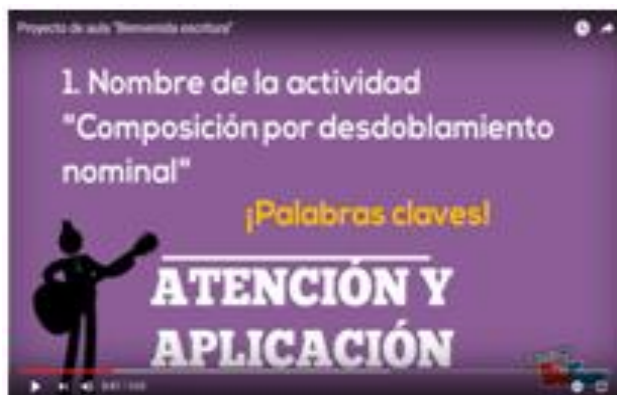 Proyecto de aula "Bienvenida escritura"
1. Nombre de la actividad
"Composición por desdoblamiento
nominal"
¡Palabras claves!
ATENCIÓN Y
APLICACIÓN